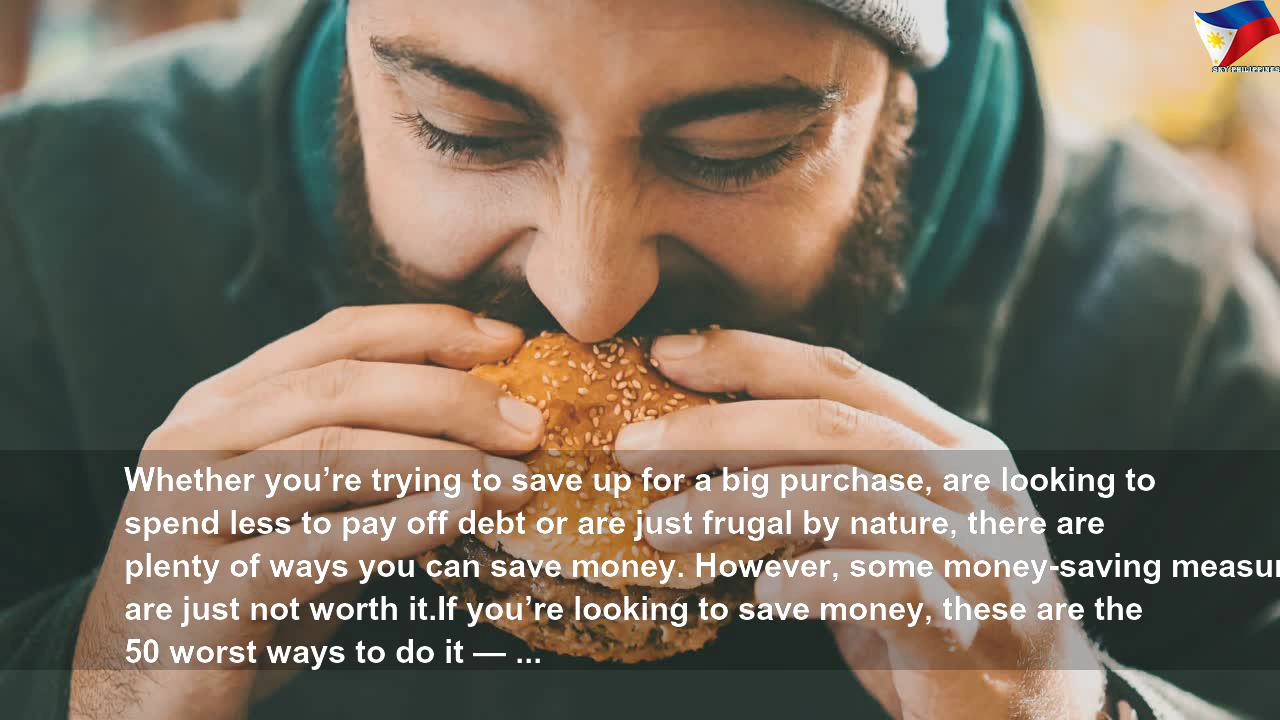 SKY PHILIPPINES
Whether you’re trying to save up for a big purchase, are looking to
spend less to pay off debt or are just frugal by nature, there are
plenty of ways you can save money. However, some money-saving measur
are just not worth it.If you’re looking to save money, these are the
50 worst ways to do it — ...